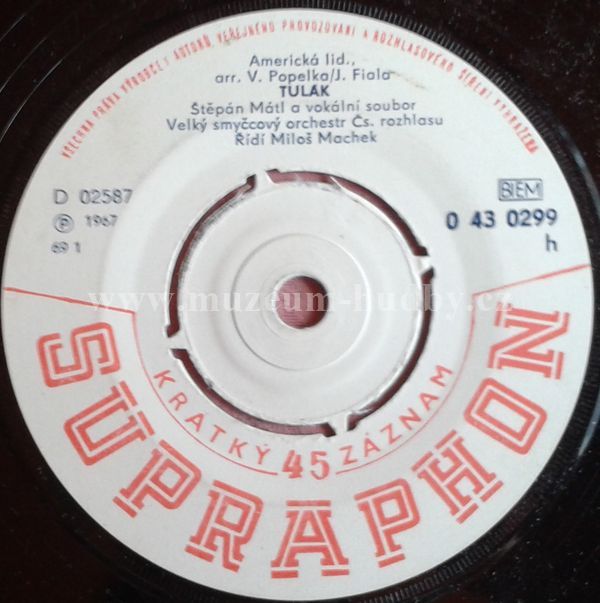 VŠECHNA PRÁVA VÝROBCE I AUTORŮ, VEŘEJNÉHO PROVOZOVÁNÍ A ROZHLASOVÉHO ŠÍŘENÍ VYHRAŽENA
Americká lid.,
arr. V. Popelka/J. Fiala
TULÁK
Štěpán Mátl a vokální soubor
Velký smyčcový orchestr Čs. rozhlasu
Řídí Miloš Machek
D 02587
Ⓟ 1967
69 1
BIEM
0 43 0299
h
www.muzeum-hudby.cz
KRÁTKÝ 45 ZÁZNAM
SUPRAPHON